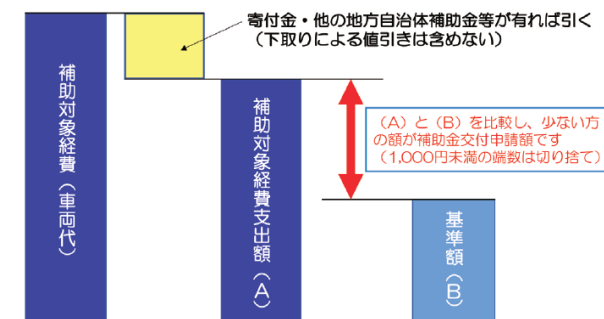 寄付金・他の地方自治体補助金等が有れば引く
（下取りによる値引きは含めない）
補助対象経費（車両代）
補助対象経費支出額（A）
（A）と（B）を比較し、少ない方
の額が補助金交付申請額です
（1,000円未満の端数は切り捨て）
基準額（B）